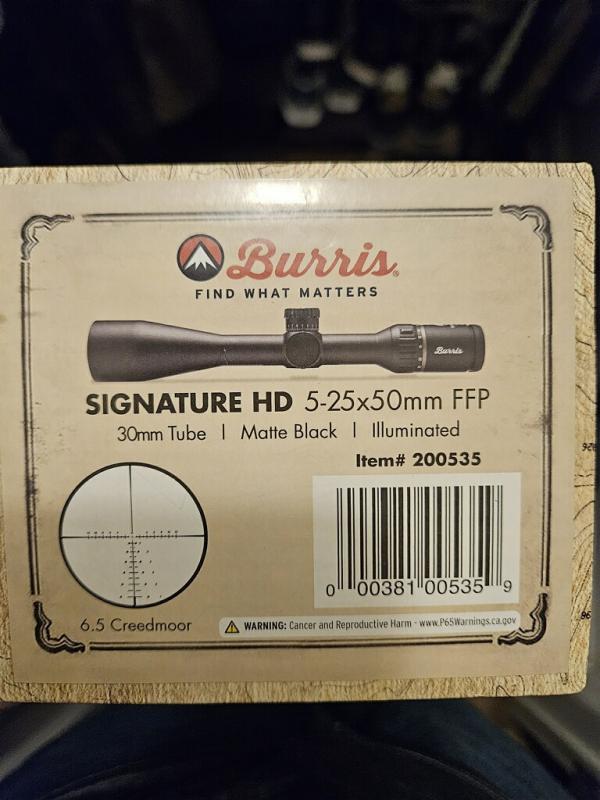 Burris
FIND WHAT MATTERS
Burris
SIGNATURE HD 5-25x50mm FFP
30mm Tube | Matte Black | Illuminated
Item# 200535
0 00381 00535 9
6.5 Creedmoor
WARNING: Cancer and Reproductive Harm - www.P65Warnings.ca.gov